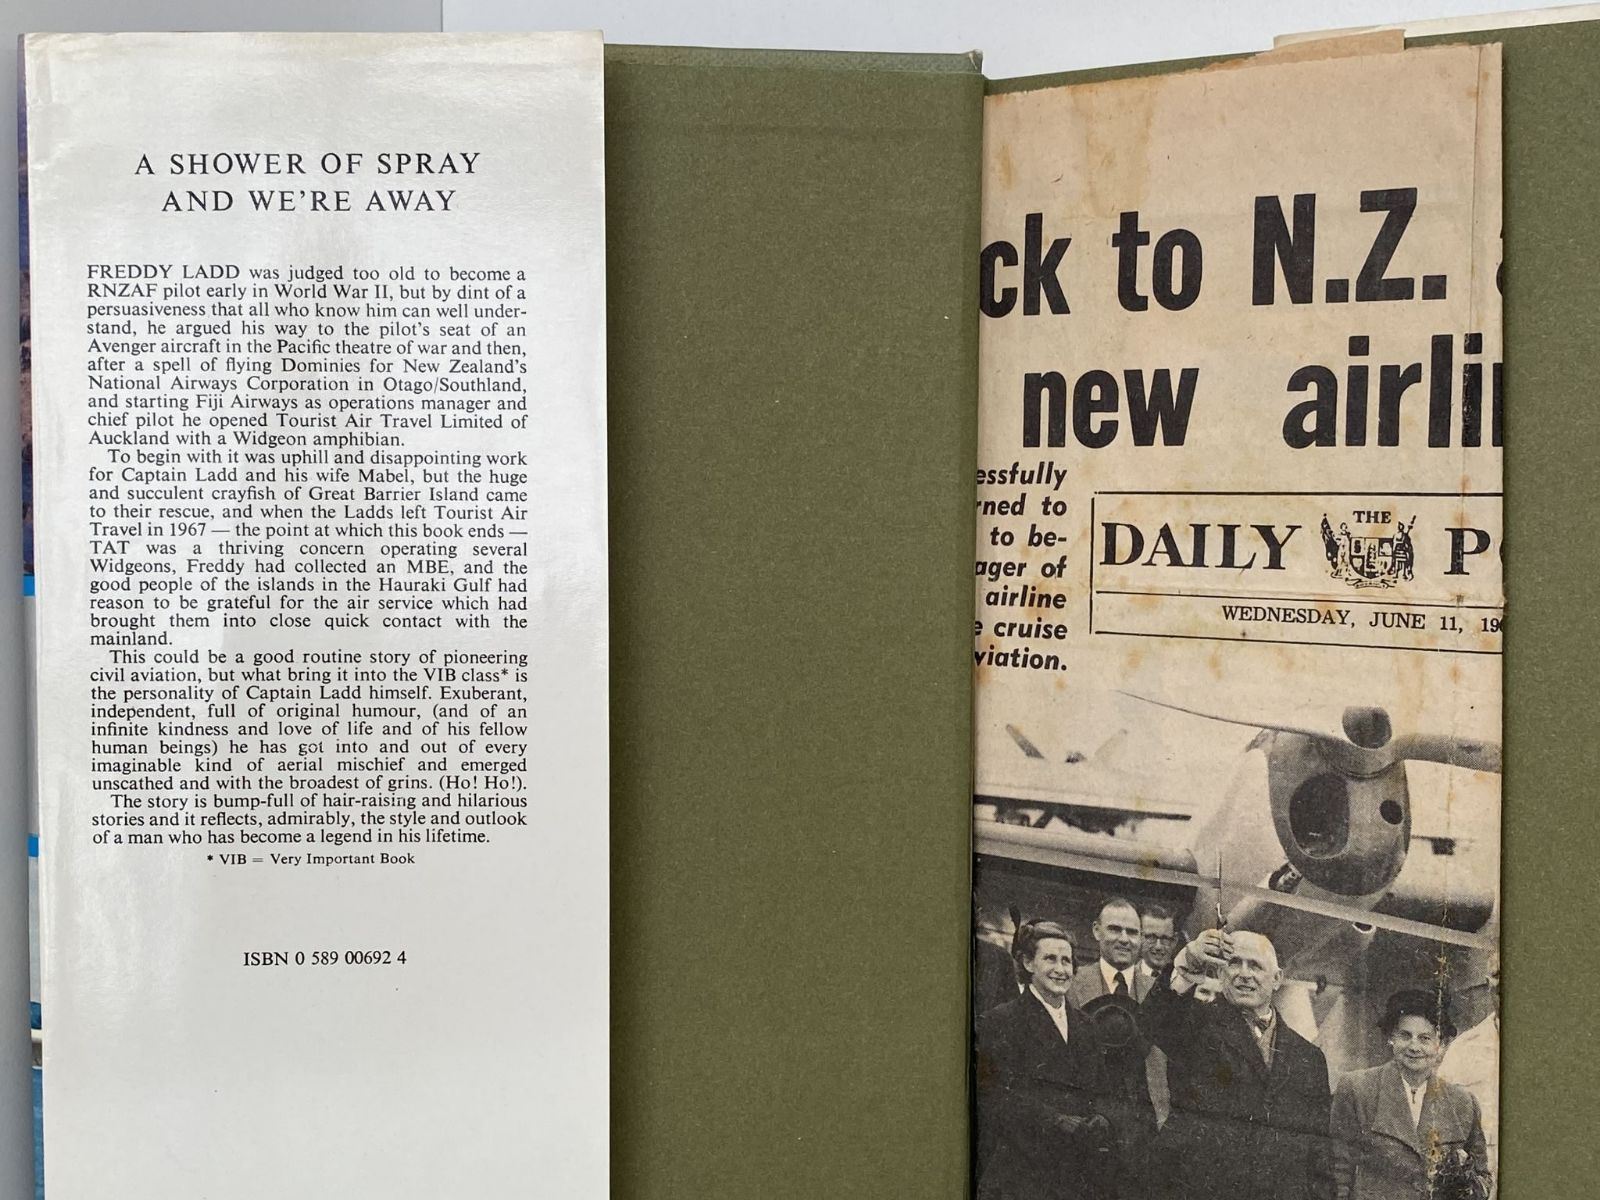 A SHOWER OF SPRAY
AND WE'RE AWAY
FREDDY LADD was judged too old to become a
RNZAF pilot early in World War II, but by dint of a
persuasiveness that all who know him can well under-
stand, he argued his way to the pilot's seat of an
Avenger aircraft in the Pacific theatre of war and then,
after a spell of flying Dominies for New Zealand's
National Airways Corporation in Otago/Southland,
and starting Fiji Airways as operations manager and
chief pilot he opened Tourist Air Travel Limited of
Auckland with a Widgeon amphibian.
To begin with it was uphill and disappointing work
for Captain Ladd and his wife Mabel, but the huge
and succulent crayfish of Great Barrier Island came
to their rescue, and when the Ladds left Tourist Air
Travel in 1967 — the point at which this book ends —
TAT was a thriving concern operating several
Widgeons, Freddy had collected an MBE, and the
good people of the islands in the Hauraki Gulf had
reason to be grateful for the air service which had
brought them into close quick contact with the
mainland.
This could be a good routine story of pioneering
civil aviation, but what bring it into the VIB class* is
the personality of Captain Ladd himself. Exuberant,
independent, full of original humour, (and of an
infinite kindness and love of life and of his fellow
human beings) he has got into and out of every
imaginable kind of aerial mischief and emerged
unscathed and with the broadest of grins. (Ho! Ho!).
The story is bump-full of hair-raising and hilarious
stories and it reflects, admirably, the style and outlook
of a man who has become a legend in his lifetime.
* VIB = Very Important Book
ISBN 0 589 00692 4
ck to N.Z.
new airli
essfully
rned to
to be-
ager of
airline
cruise
viation.
THE
DAILY P
WEDNESDAY, JUNE 11, 19